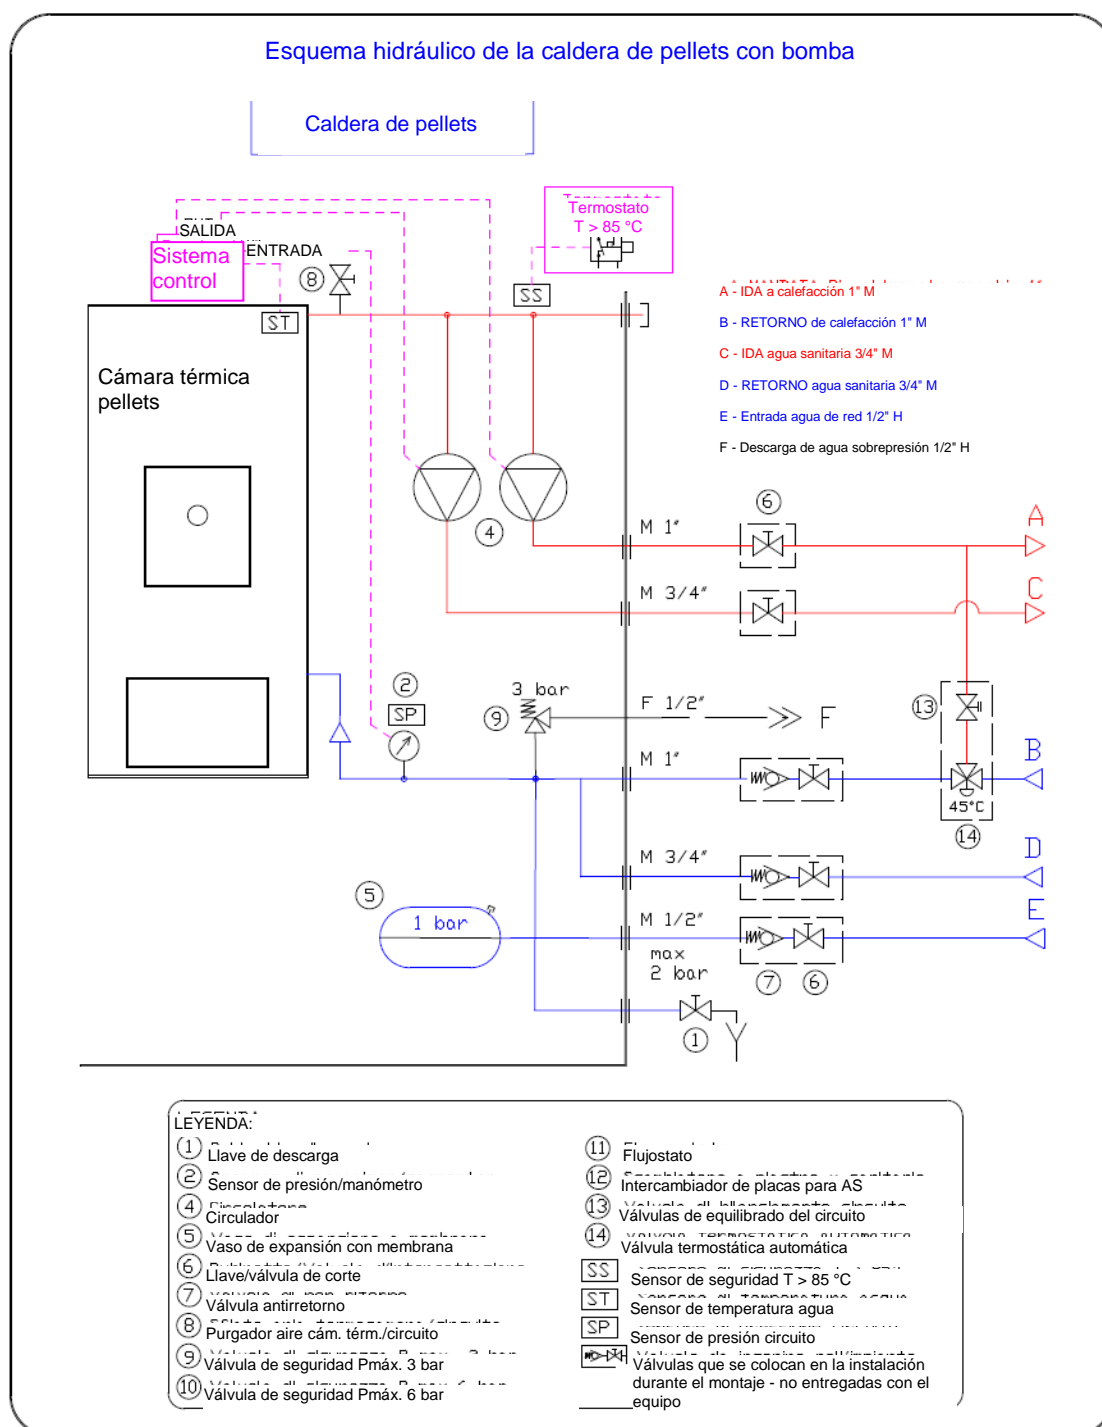 Esquema hidráulico de la caldera de pellets con bomba
Caldera de pellets
Termostato
T > 85 °C
SALIDA
ENTRADA
Sistema
control
8
SS
ST
A - IDA a calefacción 1" M
B - RETORNO de calefacción 1" M
C - IDA agua sanitaria 3/4" M
D - RETORNO agua sanitaria 3/4" M
E - Entrada agua de red 1/2" H
F - Descarga de agua sobrepresión 1/2" H
Cámara térmica
pellets
6
4
M 1"
A
M 3/4"
C
2
SP
3 bar
9
F 1/2"
F
13
M 1"
B
45°C
14
M 3/4"
D
5
1 bar
M 1/2"
E
max
2 bar
7
6
1
LEYENDA:
1 Llave de descarga
2 Sensor de presión/manómetro
4 Circulador
5 Vaso de expansión con membrana
6 Llave/válvula de corte
7 Válvula antirretorno
8 Purgador aire cám. térm./circuito
9 Válvula de seguridad Pmáx. 3 bar
10 Válvula de seguridad Pmáx. 6 bar
11 Flujostato
12 Intercambiador de placas para AS
13 Válvulas de equilibrado del circuito
14 Válvula termostática automática
SS Sensor de seguridad T > 85 °C
ST Sensor de temperatura agua
SP Sensor de presión circuito
Válvulas que se colocan en la instalación
durante el montaje - no entregadas con el
equipo